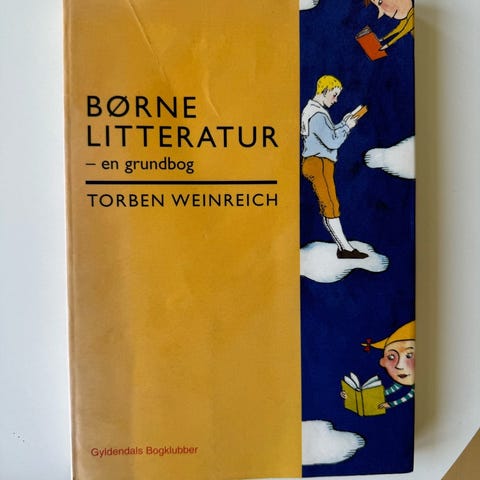 BØRNE
LITTERATUR
– en grundbog
TORBEN WEINREICH
Gyldendals Bogklubber